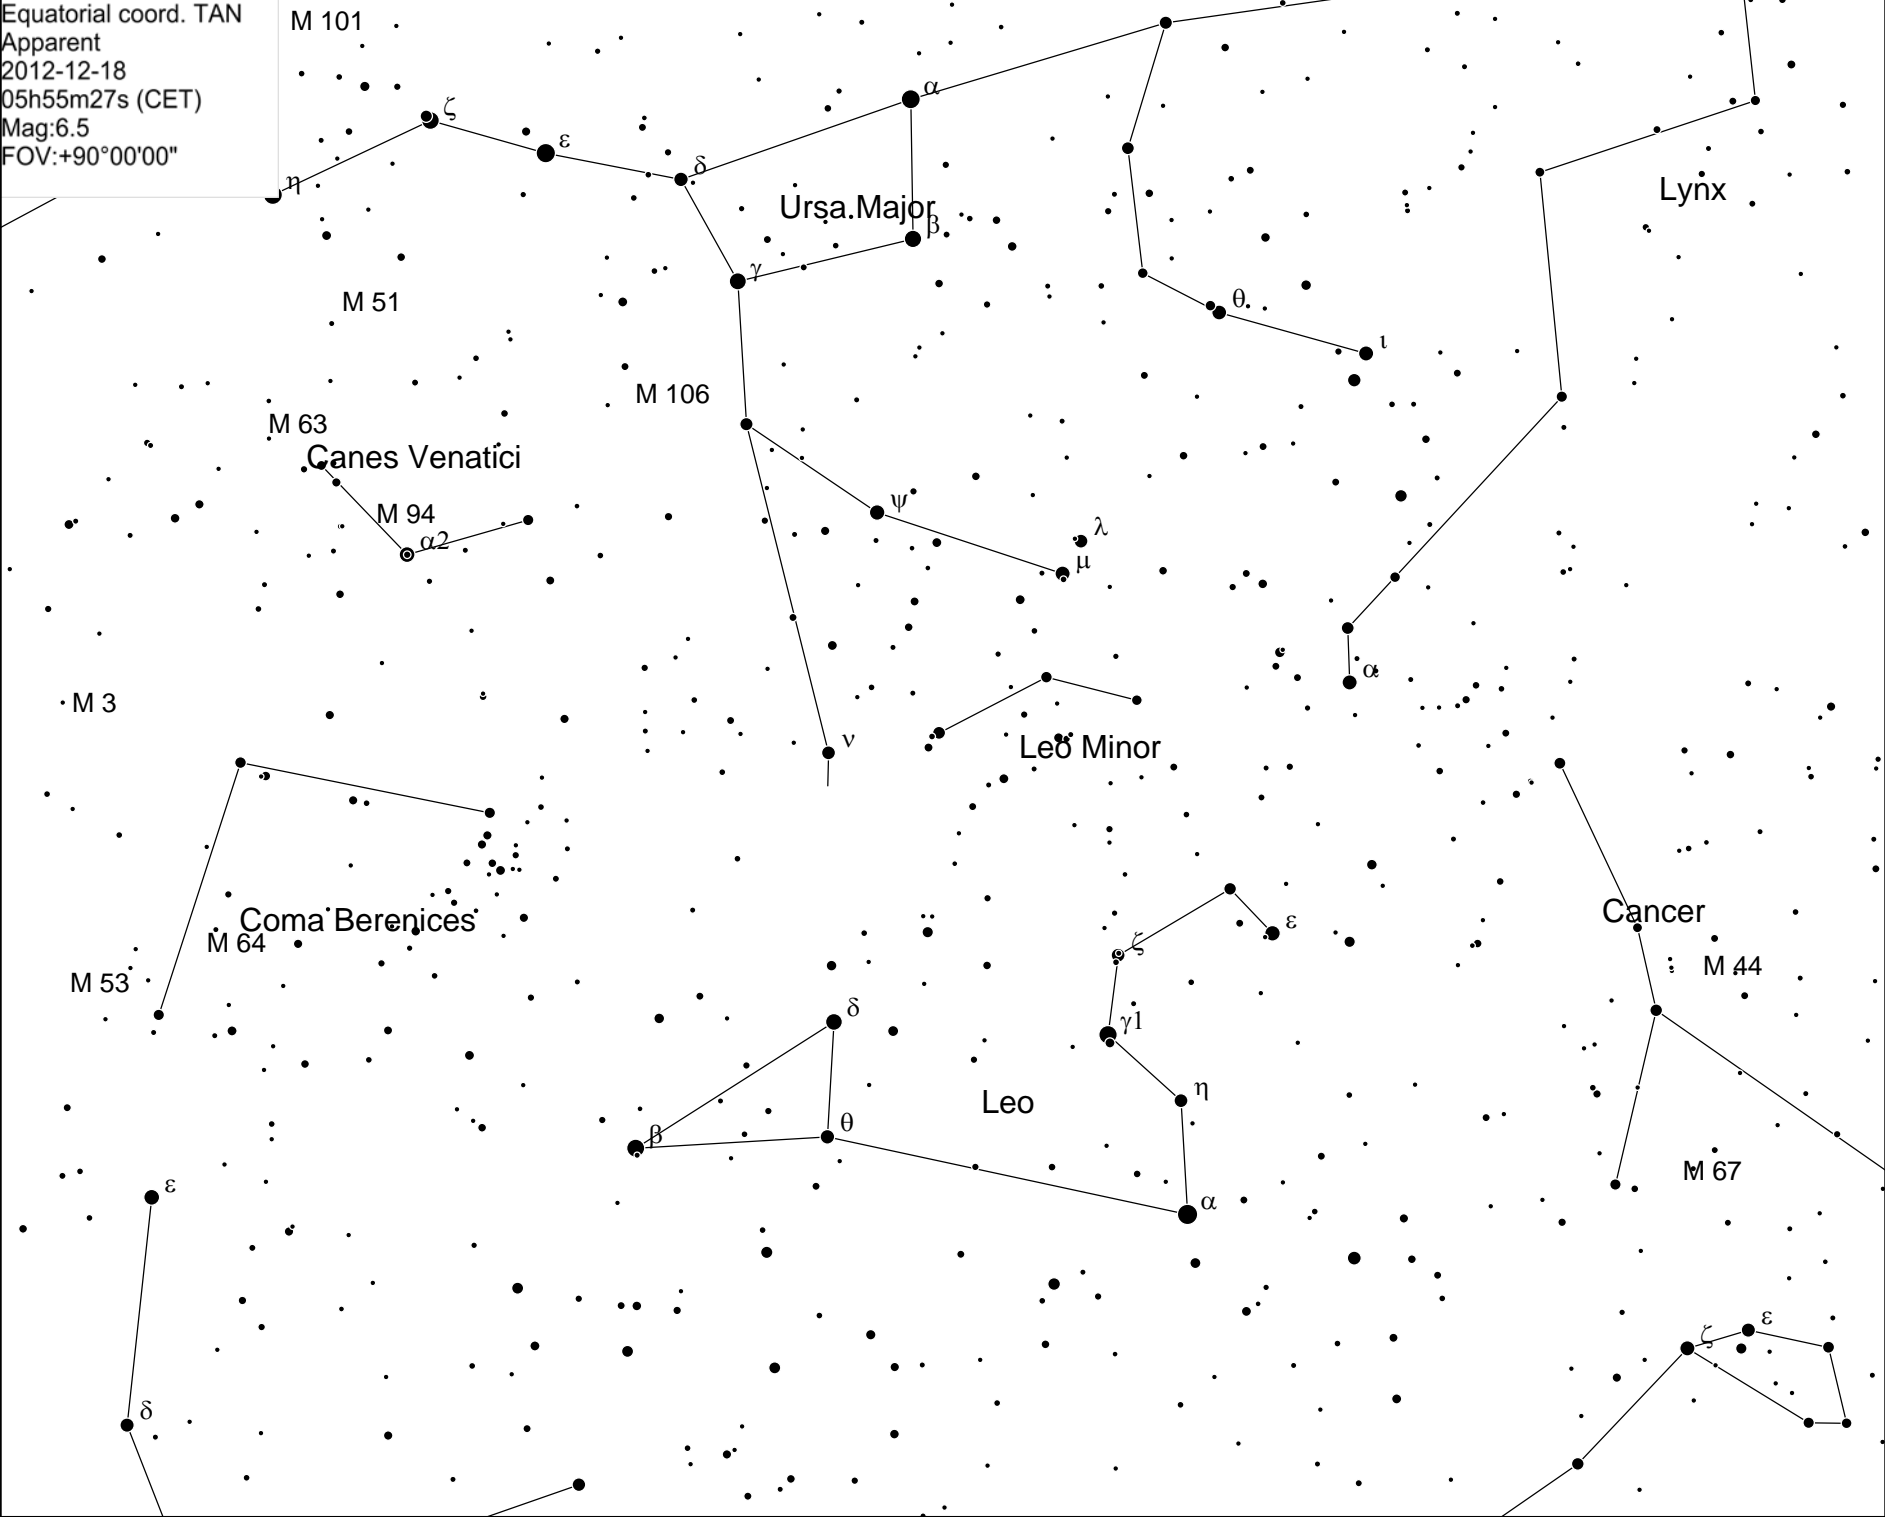 Equatorial coord. TAN
Apparent
2012-12-18
05h55m27s (CET)
Mag:6.5
FOV:+90°00'00"
M 101
α
ζ
ε
δ
η
Ursa Major
β
Lynx
γ
M 51
θ
ι
M 106
M 63
Canes Venatici
ψ
M 94
α2
λ
μ
α
M 3
ν
Leo Minor
Coma Berenices
M 64
Cancer
ε
ζ
M 53
M 44
δ
γ1
η
Leo
β
θ
M 67
ε
α
ζ
ε
δ